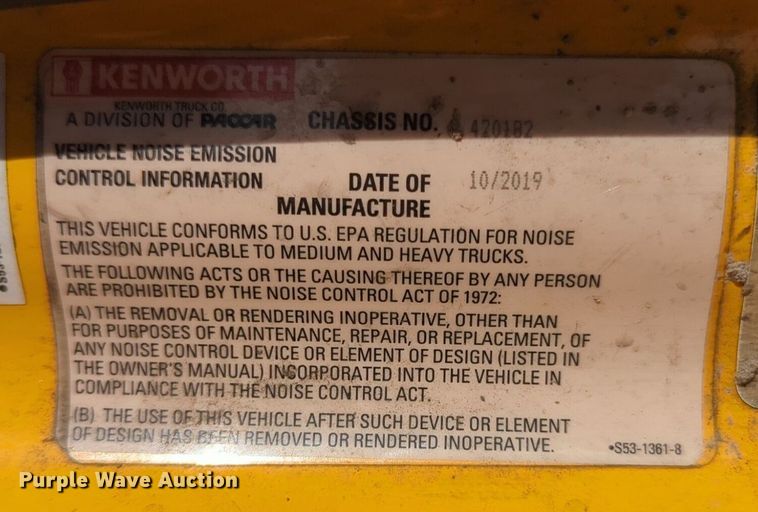 KENWORTH
KENWORTH TRUCK CO.
A DIVISION OF PACCAR CHASSIS NO. 420182
VEHICLE NOISE EMISSION
CONTROL INFORMATION DATE OF 10/2019
MANUFACTURE
THIS VEHICLE CONFORMS TO U.S. EPA REGULATION FOR NOISE
EMISSION APPLICABLE TO MEDIUM AND HEAVY TRUCKS.
THE FOLLOWING ACTS OR THE CAUSING THEREOF BY ANY PERSON
ARE PROHIBITED BY THE NOISE CONTROL ACT OF 1972:
(A) THE REMOVAL OR RENDERING INOPERATIVE, OTHER THAN
FOR PURPOSES OF MAINTENANCE, REPAIR, OR REPLACEMENT, OF
ANY NOISE CONTROL DEVICE OR ELEMENT OF DESIGN (LISTED IN
THE OWNER'S MANUAL) INCORPORATED INTO THE VEHICLE IN
COMPLIANCE WITH THE NOISE CONTROL ACT.
(B) THE USE OF THIS VEHICLE AFTER SUCH DEVICE OR ELEMENT
OF DESIGN HAS BEEN REMOVED OR RENDERED INOPERATIVE.
•S53-1361-8
Purple Wave Auction